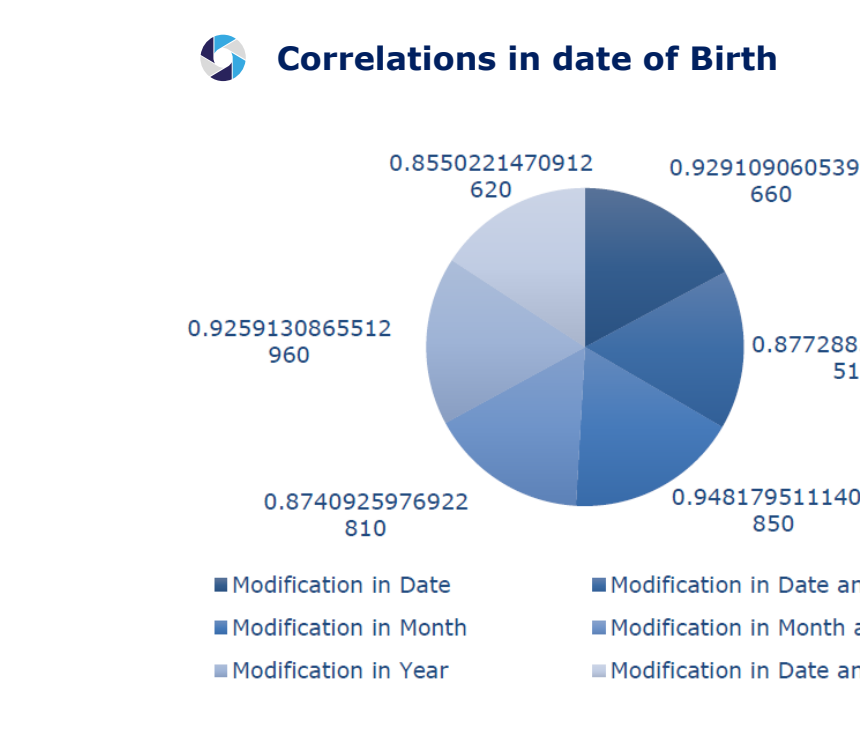 Correlations in date of Birth
0.8550221470912
620
0.929109060539
660
0.9259130865512
960
0.877288
51
0.8740925976922
810
0.948179511140
850
Modification in Date
Modification in Date
Modification in Month
Modification in Month
Modification in Year
Modification in Date